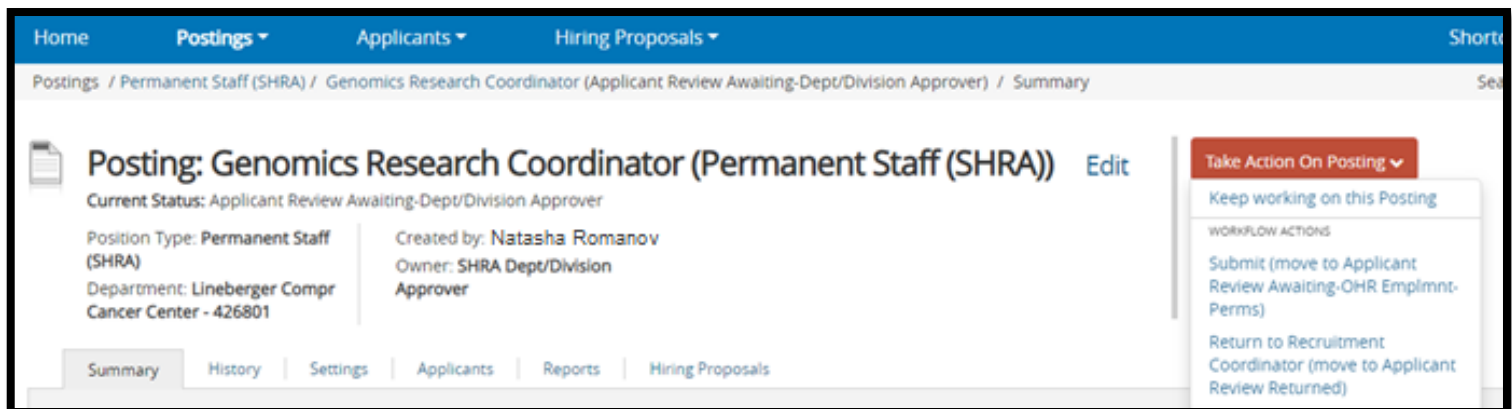 Home Postings Applicants Hiring Proposals
Postings / Permanent Staff (SHRA) / Genomics Research Coordinator (Applicant Review Awaiting-Dept/Division Approver) / Summary
Posting: Genomics Research Coordinator (Permanent Staff (SHRA)) Edit
Current Status: Applicant Review Awaiting-Dept/Division Approver
Position Type: Permanent Staff
(SHRA)
Department: Lineberger Compr
Cancer Center - 426801
Created by: Natasha Romanov
Owner: SHRA Dept/Division
Approver
Take Action On Posting
Keep working on this Posting
WORKFLOW ACTIONS
Submit (move to Applicant
Review Awaiting-OHR Emplmnt-
Perms)
Return to Recruitment
Coordinator (move to Applicant
Review Returned)
Summary History Settings Applicants Reports Hiring Proposals